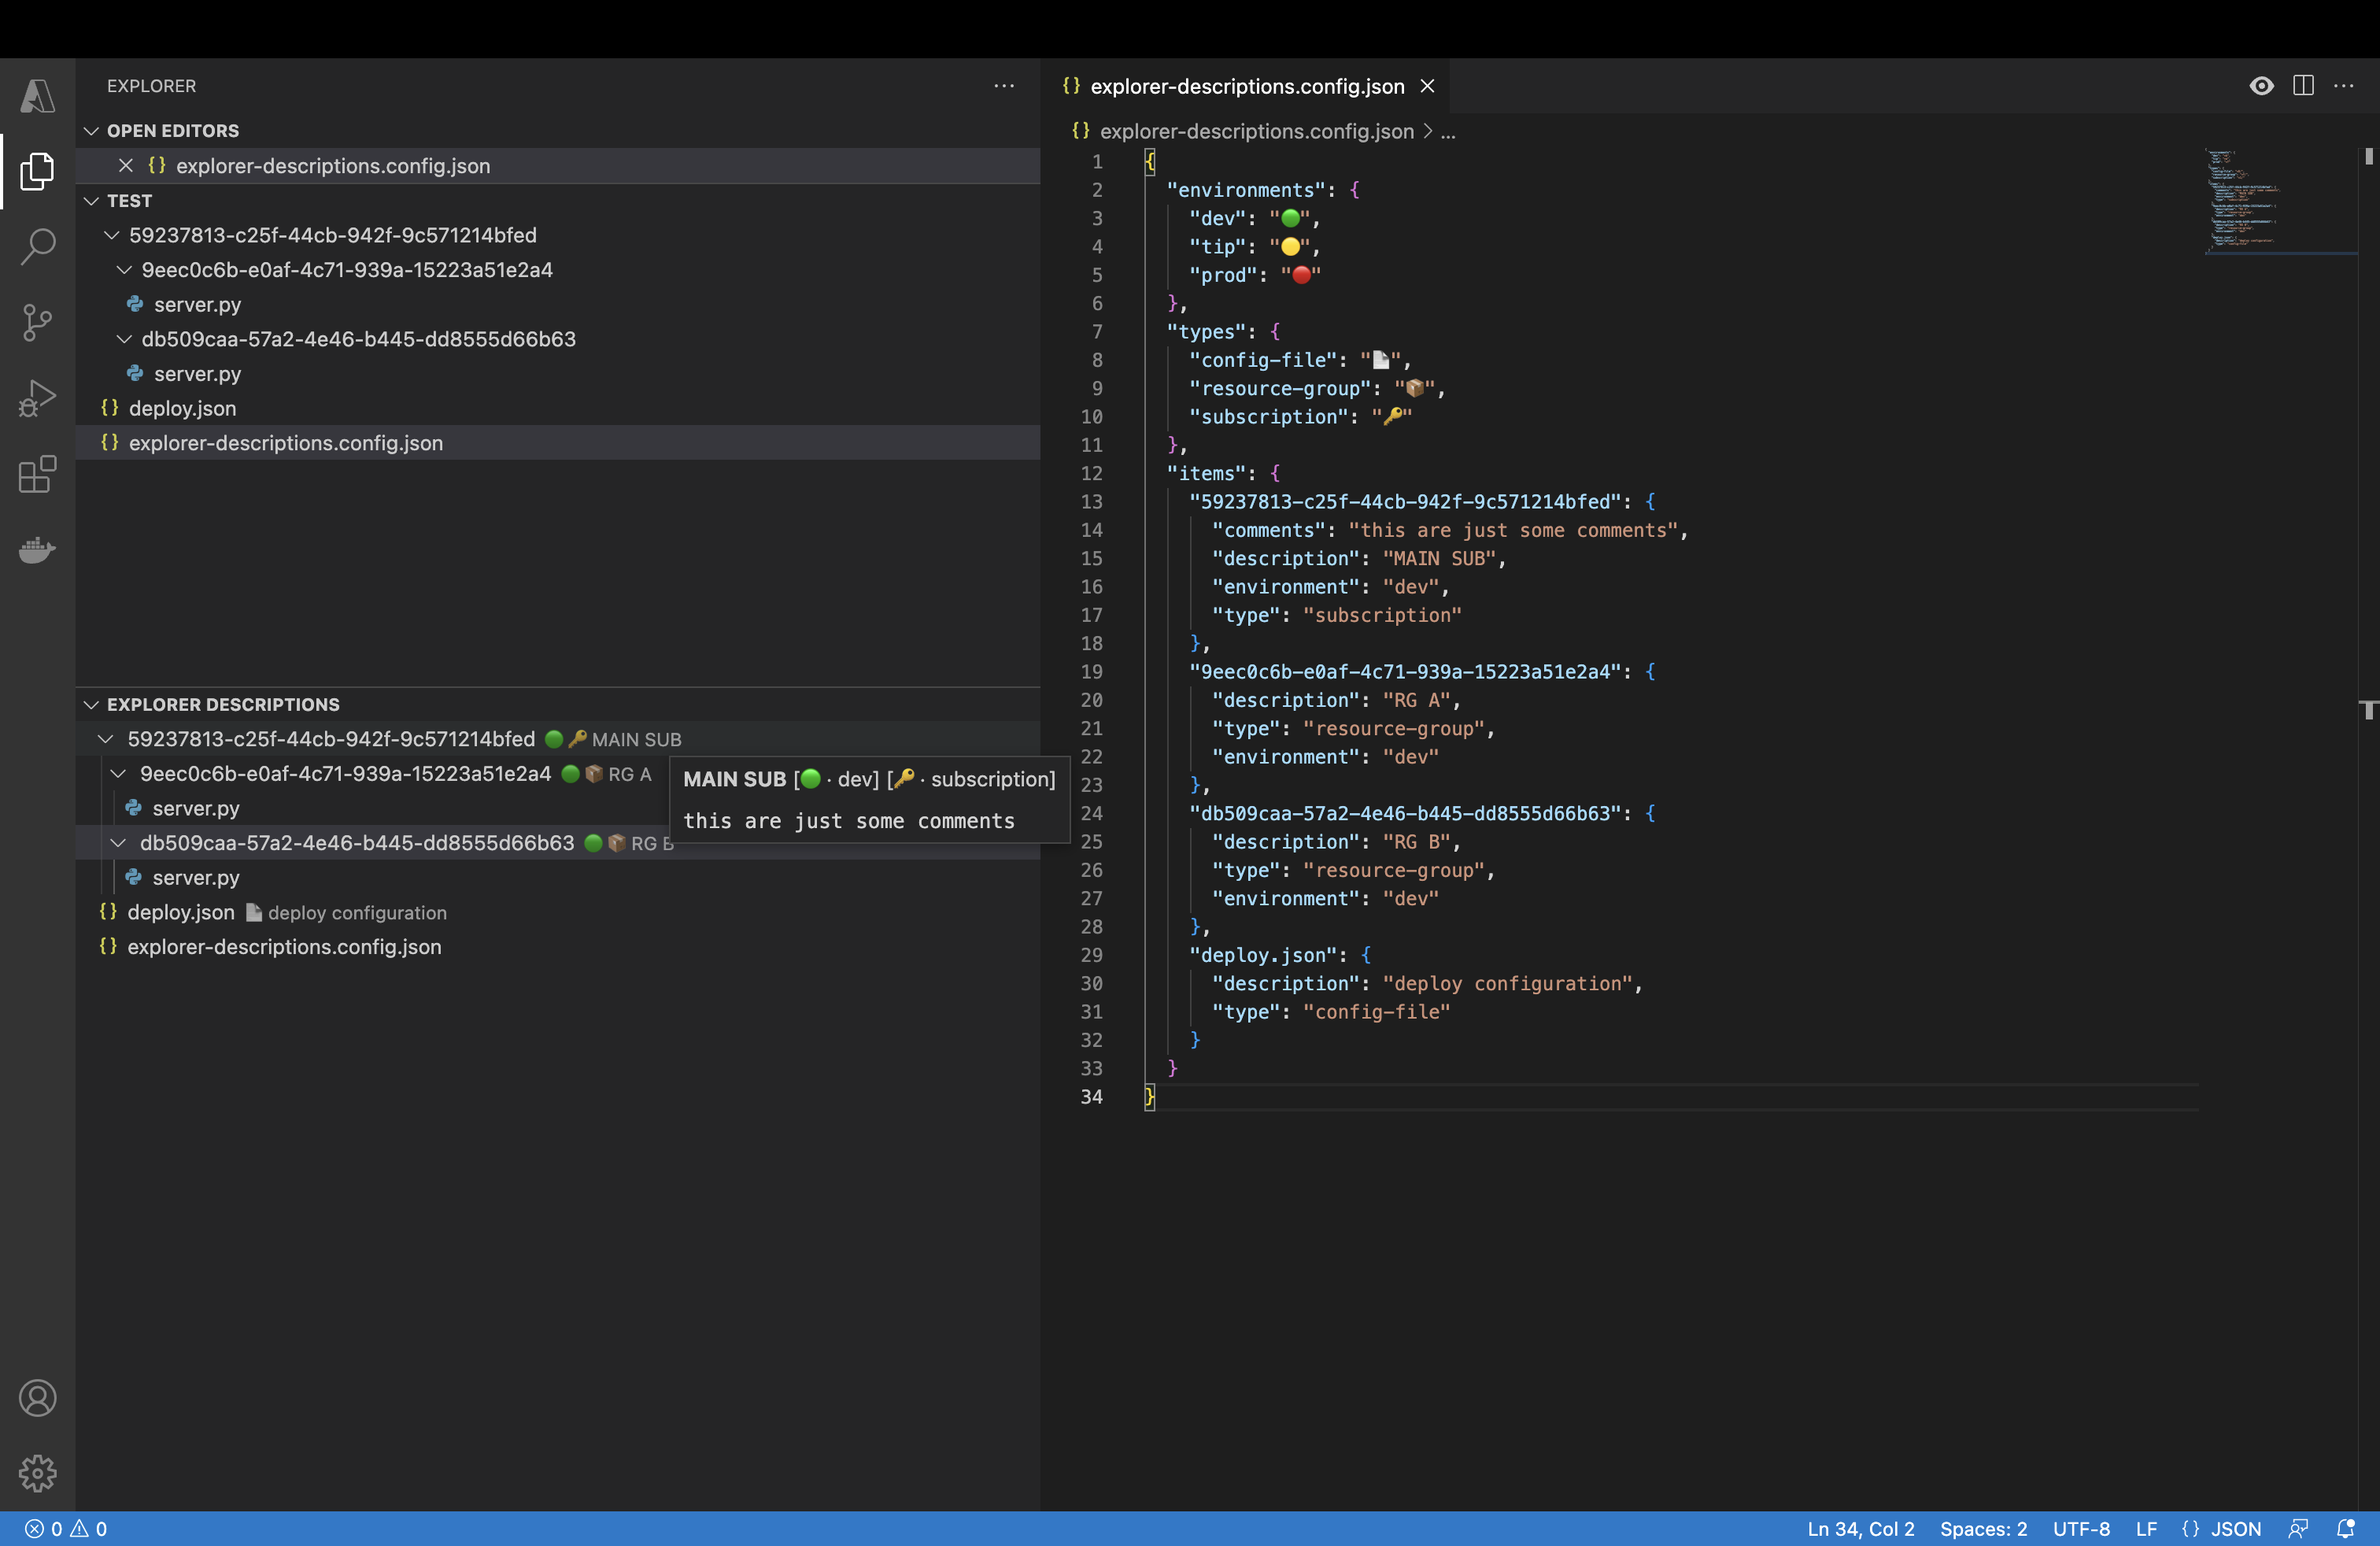 EXPLORER
OPEN EDITORS
explorer-descriptions.config.json
TEST
59237813-c25f-44cb-942f-9c571214bfed
9eec0c6b-e0af-4c71-939a-15223a51e2a4
server.py
db509caa-57a2-4e46-b445-dd8555d66b63
server.py
deploy.json
explorer-descriptions.config.json
EXPLORER DESCRIPTIONS
59237813-c25f-44cb-942f-9c571214bfed 🟢🔑 MAIN SUB
9eec0c6b-e0af-4c71-939a-15223a51e2a4 🟢📦 RG A
server.py
db509caa-57a2-4e46-b445-dd8555d66b63 🟢📦 RG B
server.py
deploy.json 📄 deploy configuration
explorer-descriptions.config.json
MAIN SUB [🟢 · dev] [🔑 · subscription]
this are just some comments
{} explorer-descriptions.config.json
{} explorer-descriptions.config.json > ...
1 {
2 "environments": {
3 "dev": "🟢",
4 "tip": "🟡",
5 "prod": "🔴"
6 },
7 "types": {
8 "config-file": "📄",
9 "resource-group": "📦",
10 "subscription": "🔑"
11 },
12 "items": {
13 "59237813-c25f-44cb-942f-9c571214bfed": {
14 "comments": "this are just some comments",
15 "description": "MAIN SUB",
16 "environment": "dev",
17 "type": "subscription"
18 },
19 "9eec0c6b-e0af-4c71-939a-15223a51e2a4": {
20 "description": "RG A",
21 "type": "resource-group",
22 "environment": "dev"
23 },
24 "db509caa-57a2-4e46-b445-dd8555d66b63": {
25 "description": "RG B",
26 "type": "resource-group",
27 "environment": "dev"
28 },
29 "deploy.json": {
30 "description": "deploy configuration",
31 "type": "config-file"
32 }
33 }
34 }
0 0
Ln 34, Col 2 Spaces: 2 UTF-8 LF {} JSON